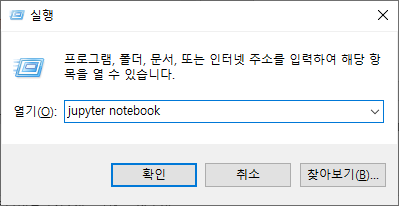 실행
프로그램, 폴더, 문서, 또는 인터넷 주소를 입력하여 해당 항
목을 열 수 있습니다.
열기(O): jupyter notebook
확인 취소 찾아보기(B)...